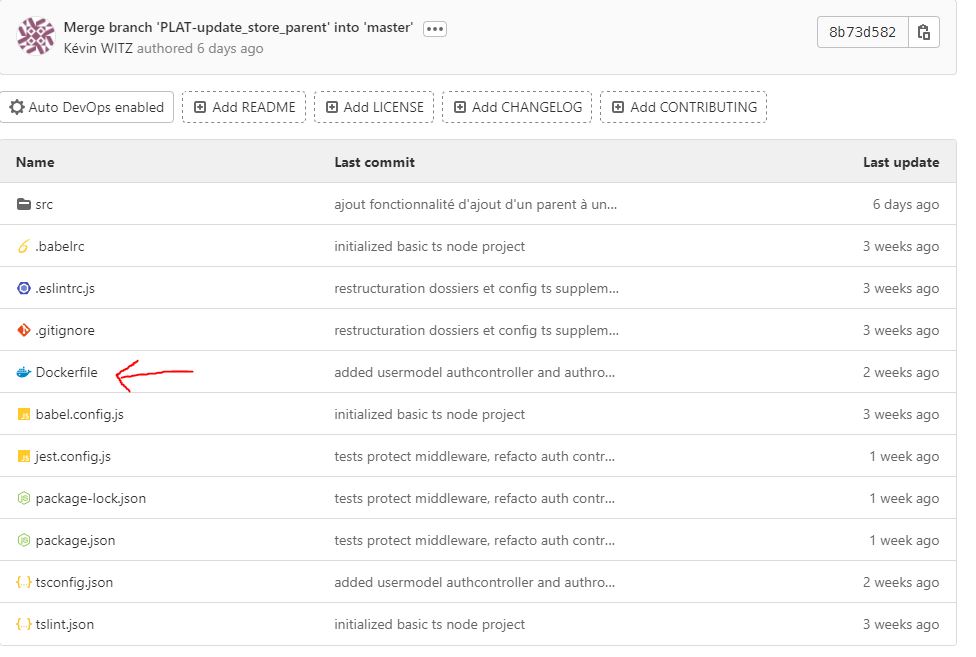 Merge branch 'PLAT-update_store_parent' into 'master'
Kévin WITZ authored 6 days ago
8b73d582
Auto DevOps enabled Add README Add LICENSE Add CHANGELOG Add CONTRIBUTING
Name Last commit Last update
src ajout fonctionnalité d'ajout d'un parent à un... 6 days ago
.babelrc initialized basic ts node project 3 weeks ago
.eslintrc.js restructuration dossiers et config ts supplem... 3 weeks ago
.gitignore restructuration dossiers et config ts supplem... 3 weeks ago
Dockerfile added usermodel authcontroller and authro... 2 weeks ago
babel.config.js initialized basic ts node project 3 weeks ago
jest.config.js tests protect middleware, refacto auth contr... 1 week ago
package-lock.json tests protect middleware, refacto auth contr... 1 week ago
package.json tests protect middleware, refacto auth contr... 1 week ago
tsconfig.json added usermodel authcontroller and authro... 2 weeks ago
tslint.json initialized basic ts node project 3 weeks ago